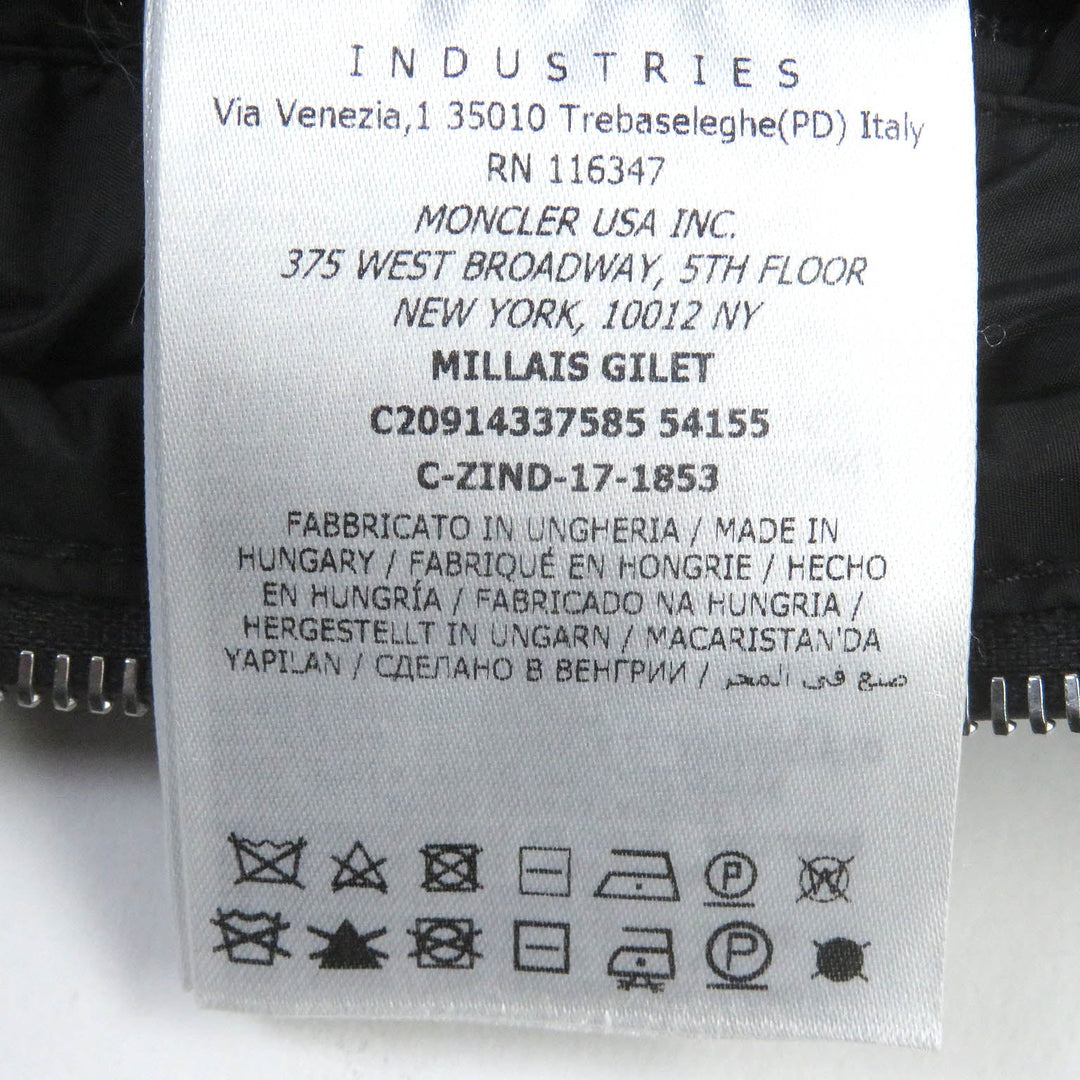 INDUSTRIES
Via Venezia,1 35010 Trebaseleghe(PD) Italy
RN 116347
MONCLER USA INC.
375 WEST BROADWAY, 5TH FLOOR
NEW YORK, 10012 NY
MILLAIS GILET
C20914337585 54155
C-ZIND-17-1853
FABBRICATO IN UNGHERIA / MADE IN
HUNGARY / FABRIQUÉ EN HONGRIE / HECHO
EN HUNGRÍA / FABRICADO NA HUNGRIA /
HERGESTELLT IN UNGARN / MACARISTAN'DA
YAPILAN / СДЕЛАНО В ВЕНГРИИ / صنع في المجر
P W
P